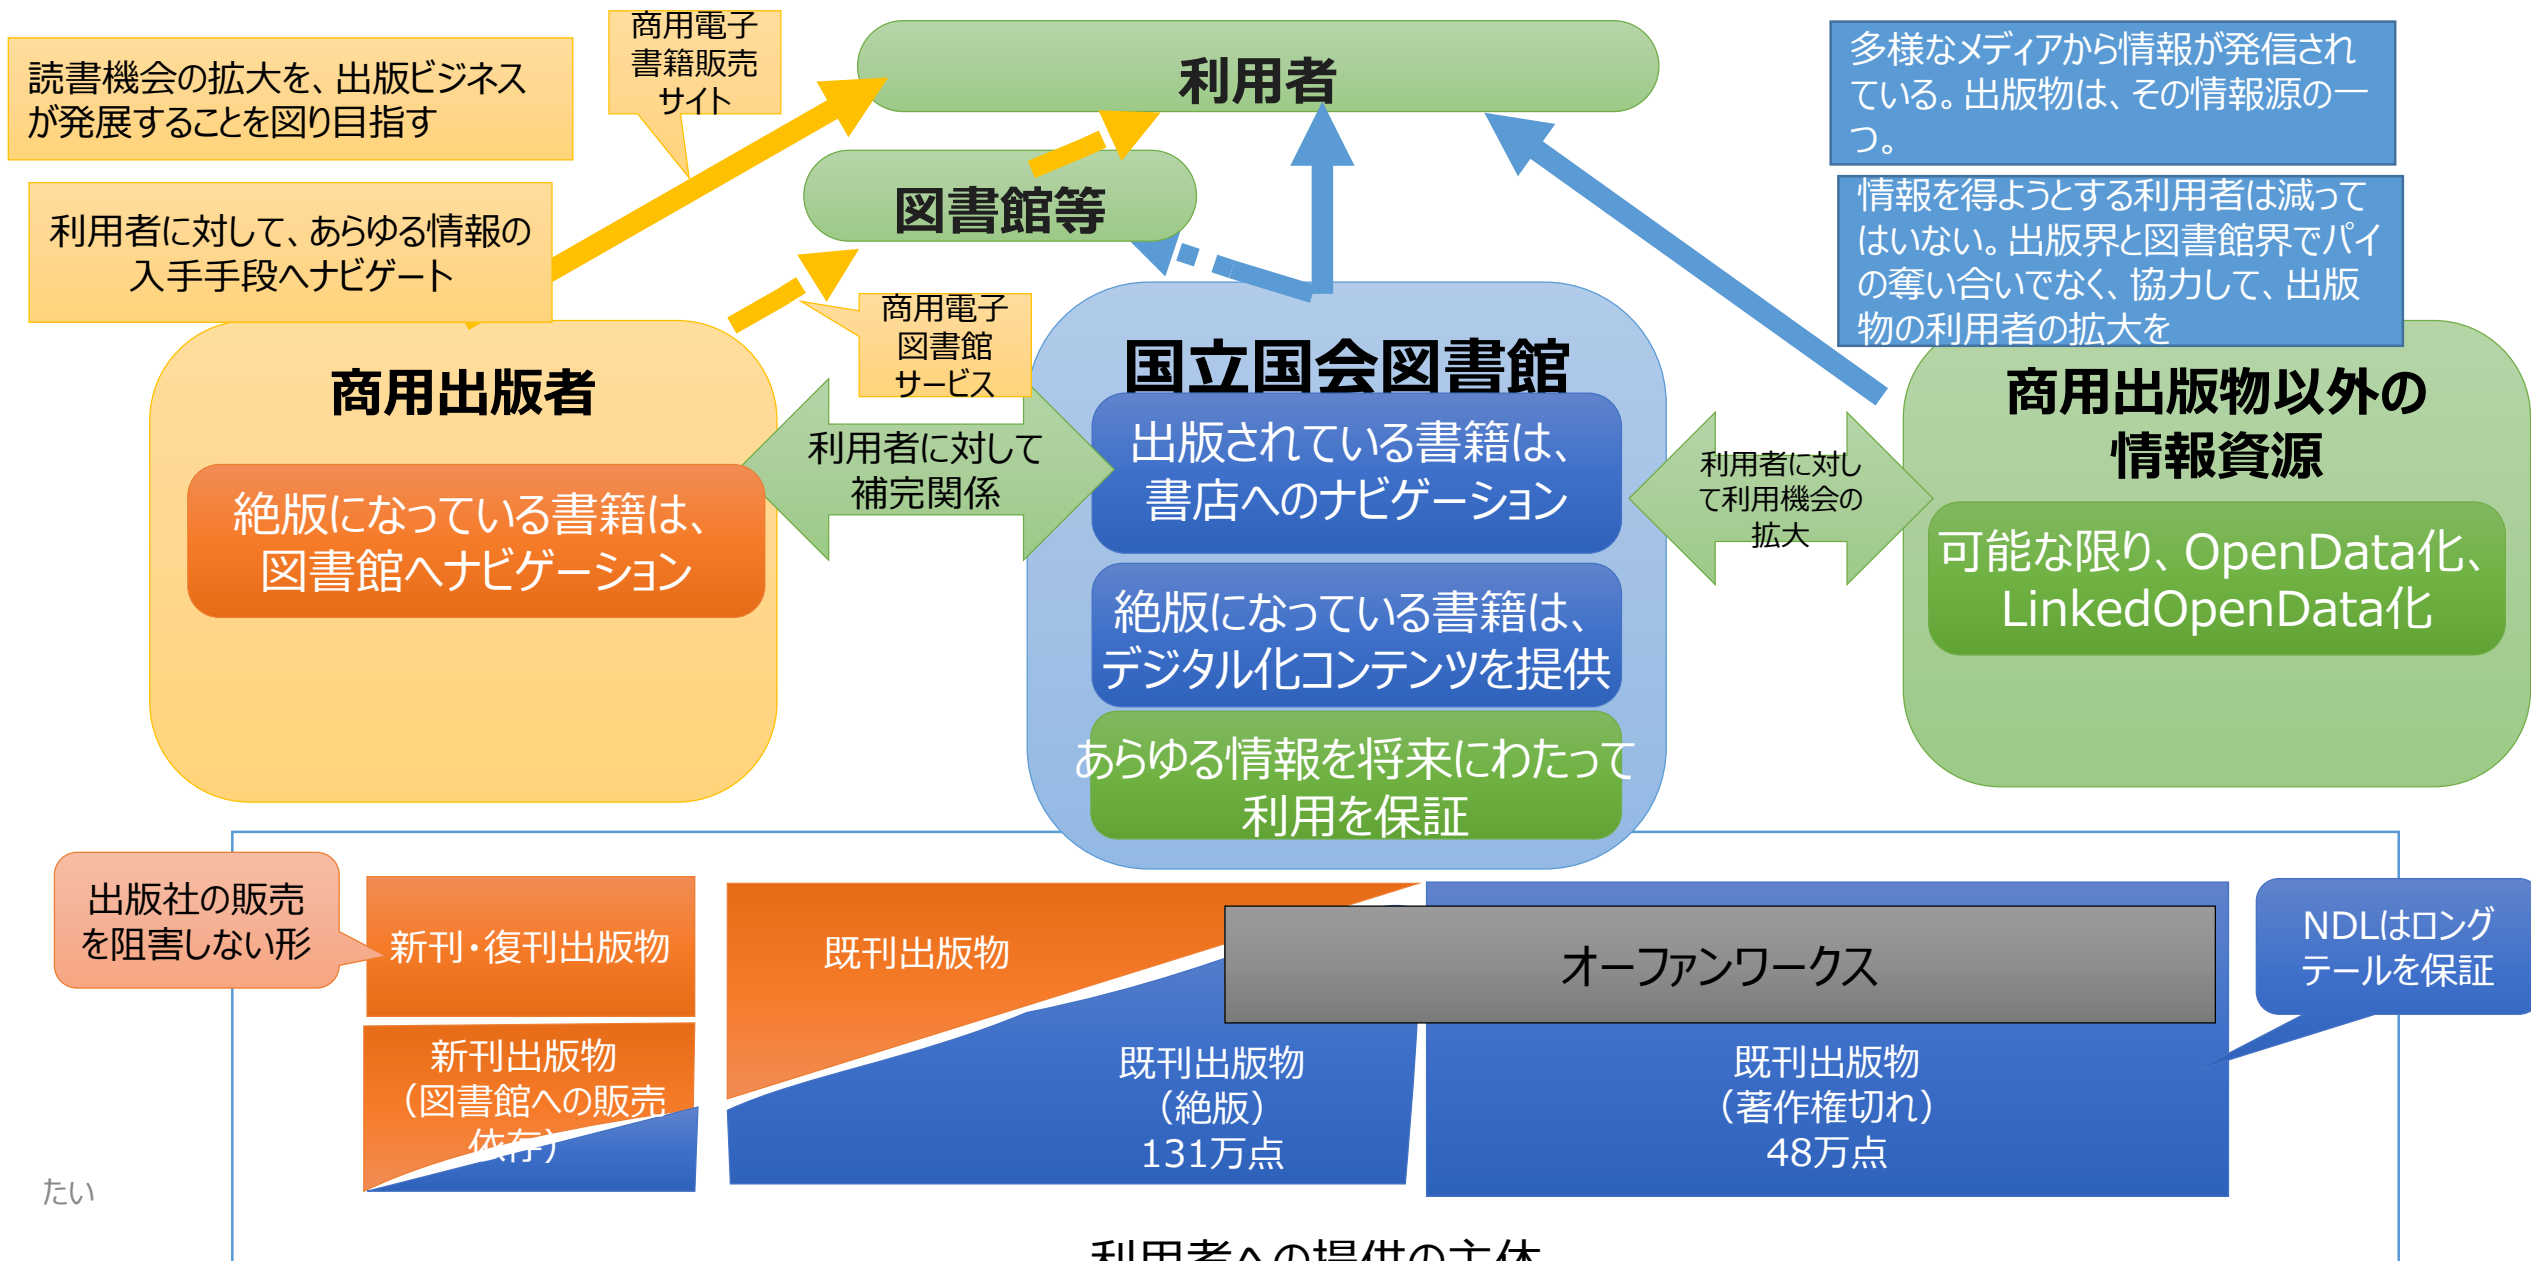 読書機会の拡大を、出版ビジネス
が発展することを図り目指す
商用電子
書籍販売
サイト
利用者
多様なメディアから情報が発信され
ている。出版物は、その情報源の一
つ。
利用者に対して、あらゆる情報の
入手手段へナビゲート
図書館等
情報を得ようとする利用者は減って
はいない。出版界と図書館界でパイ
の奪い合いでなく、協力して、出版
物の利用者の拡大を
商用電子
図書館
サービス
商用出版者
国立国会図書館
商用出版物以外の
情報資源
絶版になっている書籍は、
図書館へナビゲーション
利用者に対して
補完関係
出版されている書籍は、
書店へのナビゲーション
利用者に対し
て利用機会の
拡大
可能な限り、OpenData化、
LinkedOpenData化
絶版になっている書籍は、
デジタル化コンテンツを提供
あらゆる情報を将来にわたって
利用を保証
出版社の販売
を阻害しない形
新刊・復刊出版物
既刊出版物
オーファンワークス
NDLはロング
テールを保証
新刊出版物
（図書館への販売
依存）
既刊出版物
（絶版）
131万点
既刊出版物
（著作権切れ）
48万点
たい
利用者への提供の主体